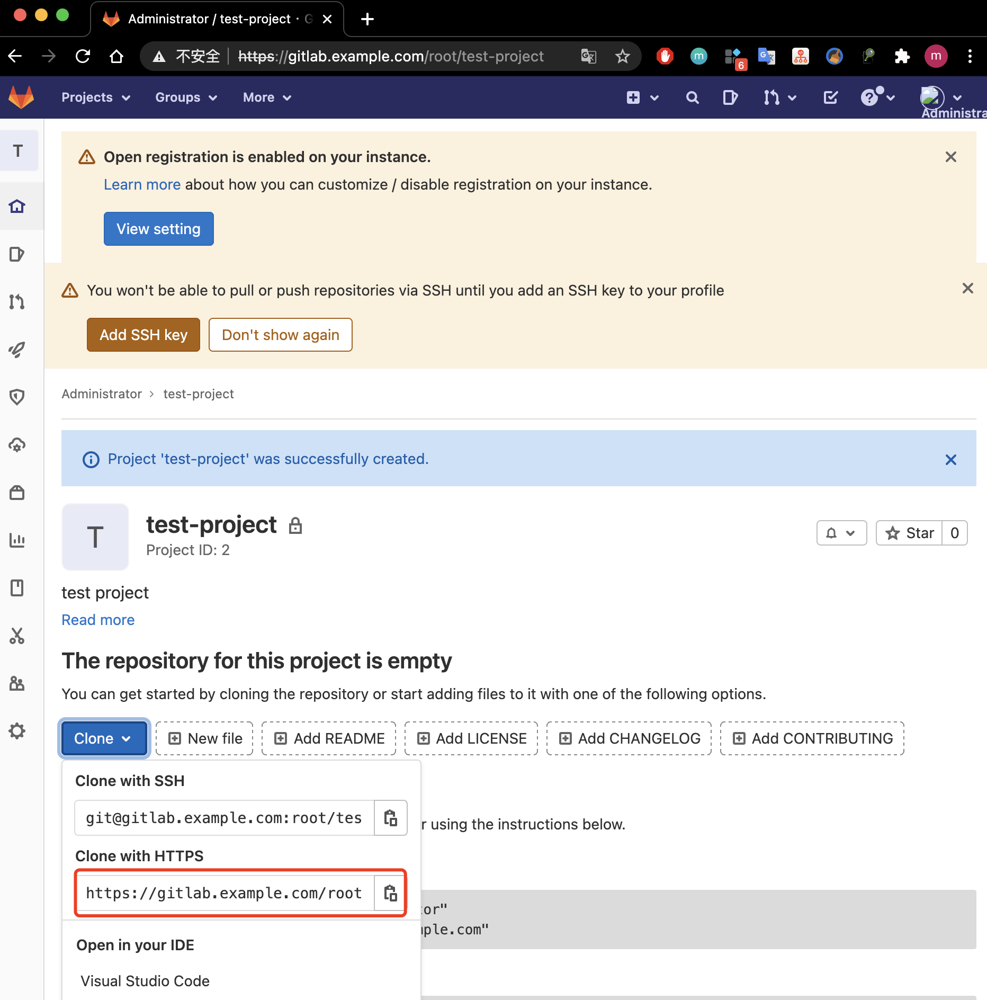 Administrator / test-project · G
不安全 https://gitlab.example.com/root/test-project
6
m
m
Projects Groups More
Administra
T
Open registration is enabled on your instance.
Learn more about how you can customize / disable registration on your instance.
View setting
You won't be able to pull or push repositories via SSH until you add an SSH key to your profile
Add SSH key Don't show again
Administrator › test-project
Project 'test-project' was successfully created.
T
test-project
Project ID: 2
Star 0
test project
Read more
The repository for this project is empty
You can get started by cloning the repository or start adding files to it with one of the following options.
Clone New file Add README Add LICENSE Add CHANGELOG Add CONTRIBUTING
Clone with SSH
git@gitlab.example.com:root/tes
r using the instructions below.
Clone with HTTPS
https://gitlab.example.com/root
tor"
mple.com"
Open in your IDE
Visual Studio Code